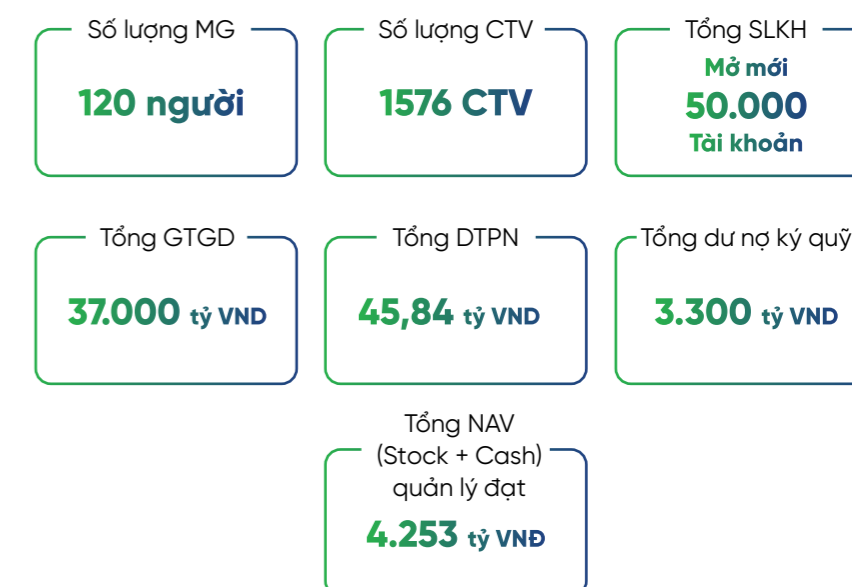 Số lượng MG
120 người
Số lượng CTV
1576 CTV
Tổng SLKH
Mở mới
50.000
Tài khoản
Tổng GTGD
37.000 tỷ VND
Tổng DTPN
45,84 tỷ VND
Tổng dư nợ ký quỹ
3.300 tỷ VND
Tổng NAV
(Stock + Cash)
quản lý đạt
4.253 tỷ VNĐ